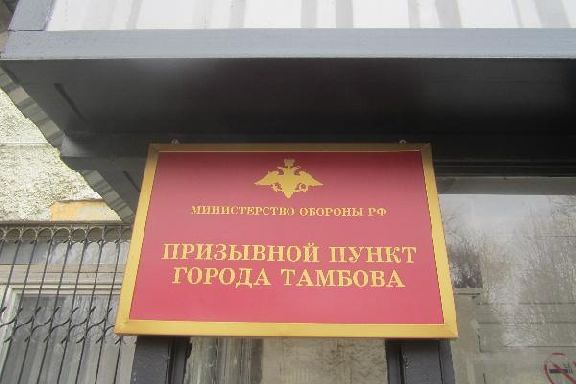 МИНИСТЕРСТВО ОБОРОНЫ РФ
ПРИЗЫВНОЙ ПУНКТ
ГОРОДА ТАМБОВА